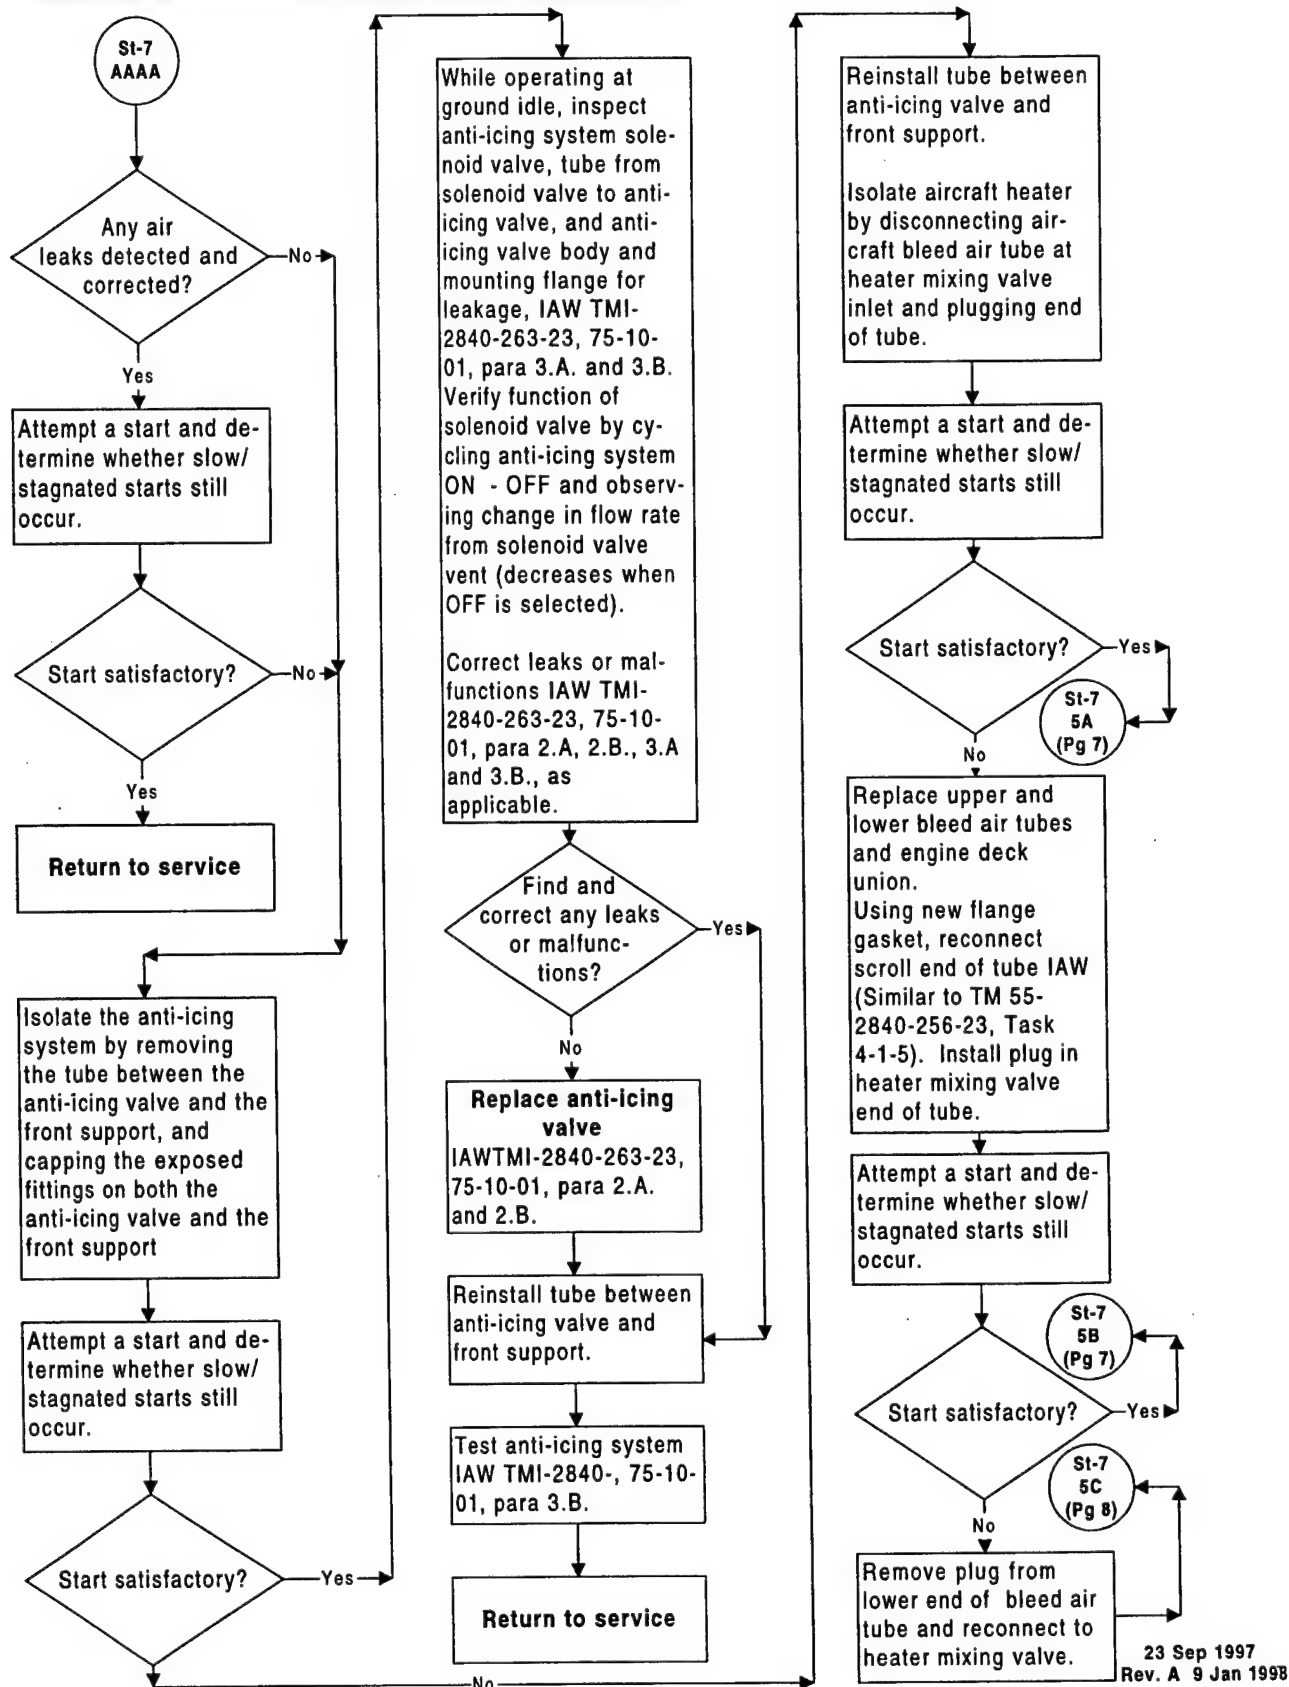 St-7
AAAA
Any air
leaks detected and
corrected?
No
Yes
Attempt a start and de-
termine whether slow/
stagnated starts still
occur.
Start satisfactory?
No
Yes
Return to service
Isolate the anti-icing
system by removing
the tube between the
anti-icing valve and the
front support, and
capping the exposed
fittings on both the
anti-icing valve and the
front support
Attempt a start and de-
termine whether slow/
stagnated starts still
occur.
Start satisfactory?
Yes
No
While operating at
ground idle, inspect
anti-icing system sole-
noid valve, tube from
solenoid valve to anti-
icing valve, and anti-
icing valve body and
mounting flange for
leakage, IAW TMI-
2840-263-23, 75-10-
01, para 3.A. and 3.B.
Verify function of
solenoid valve by cy-
cling anti-icing system
ON - OFF and observ-
ing change in flow rate
from solenoid valve
vent (decreases when
OFF is selected).
Correct leaks or mal-
functions IAW TMI-
2840-263-23, 75-10-
01, para 2.A, 2.B., 3.A
and 3.B., as
applicable.
Find and
correct any leaks
or malfunc-
tions?
Yes
No
Replace anti-icing
valve
IAWTMI-2840-263-23,
75-10-01, para 2.A.
and 2.B.
Reinstall tube between
anti-icing valve and
front support.
Test anti-icing system
IAW TMI-2840-, 75-10-
01, para 3.B.
Return to service
Reinstall tube between
anti-icing valve and
front support.
Isolate aircraft heater
by disconnecting air-
craft bleed air tube at
heater mixing valve
inlet and plugging end
of tube.
Attempt a start and de-
termine whether slow/
stagnated starts still
occur.
Start satisfactory?
Yes
St-7
5A
(Pg 7)
No
Replace upper and
lower bleed air tubes
and engine deck
union.
Using new flange
gasket, reconnect
scroll end of tube IAW
(Similar to TM 55-
2840-256-23, Task
4-1-5). Install plug in
heater mixing valve
end of tube.
Attempt a start and de-
termine whether slow/
stagnated starts still
occur.
St-7
5B
(Pg 7)
Start satisfactory?
Yes
St-7
5C
(Pg 8)
No
Remove plug from
lower end of bleed air
tube and reconnect to
heater mixing valve.
23 Sep 1997
Rev. A 9 Jan 1998